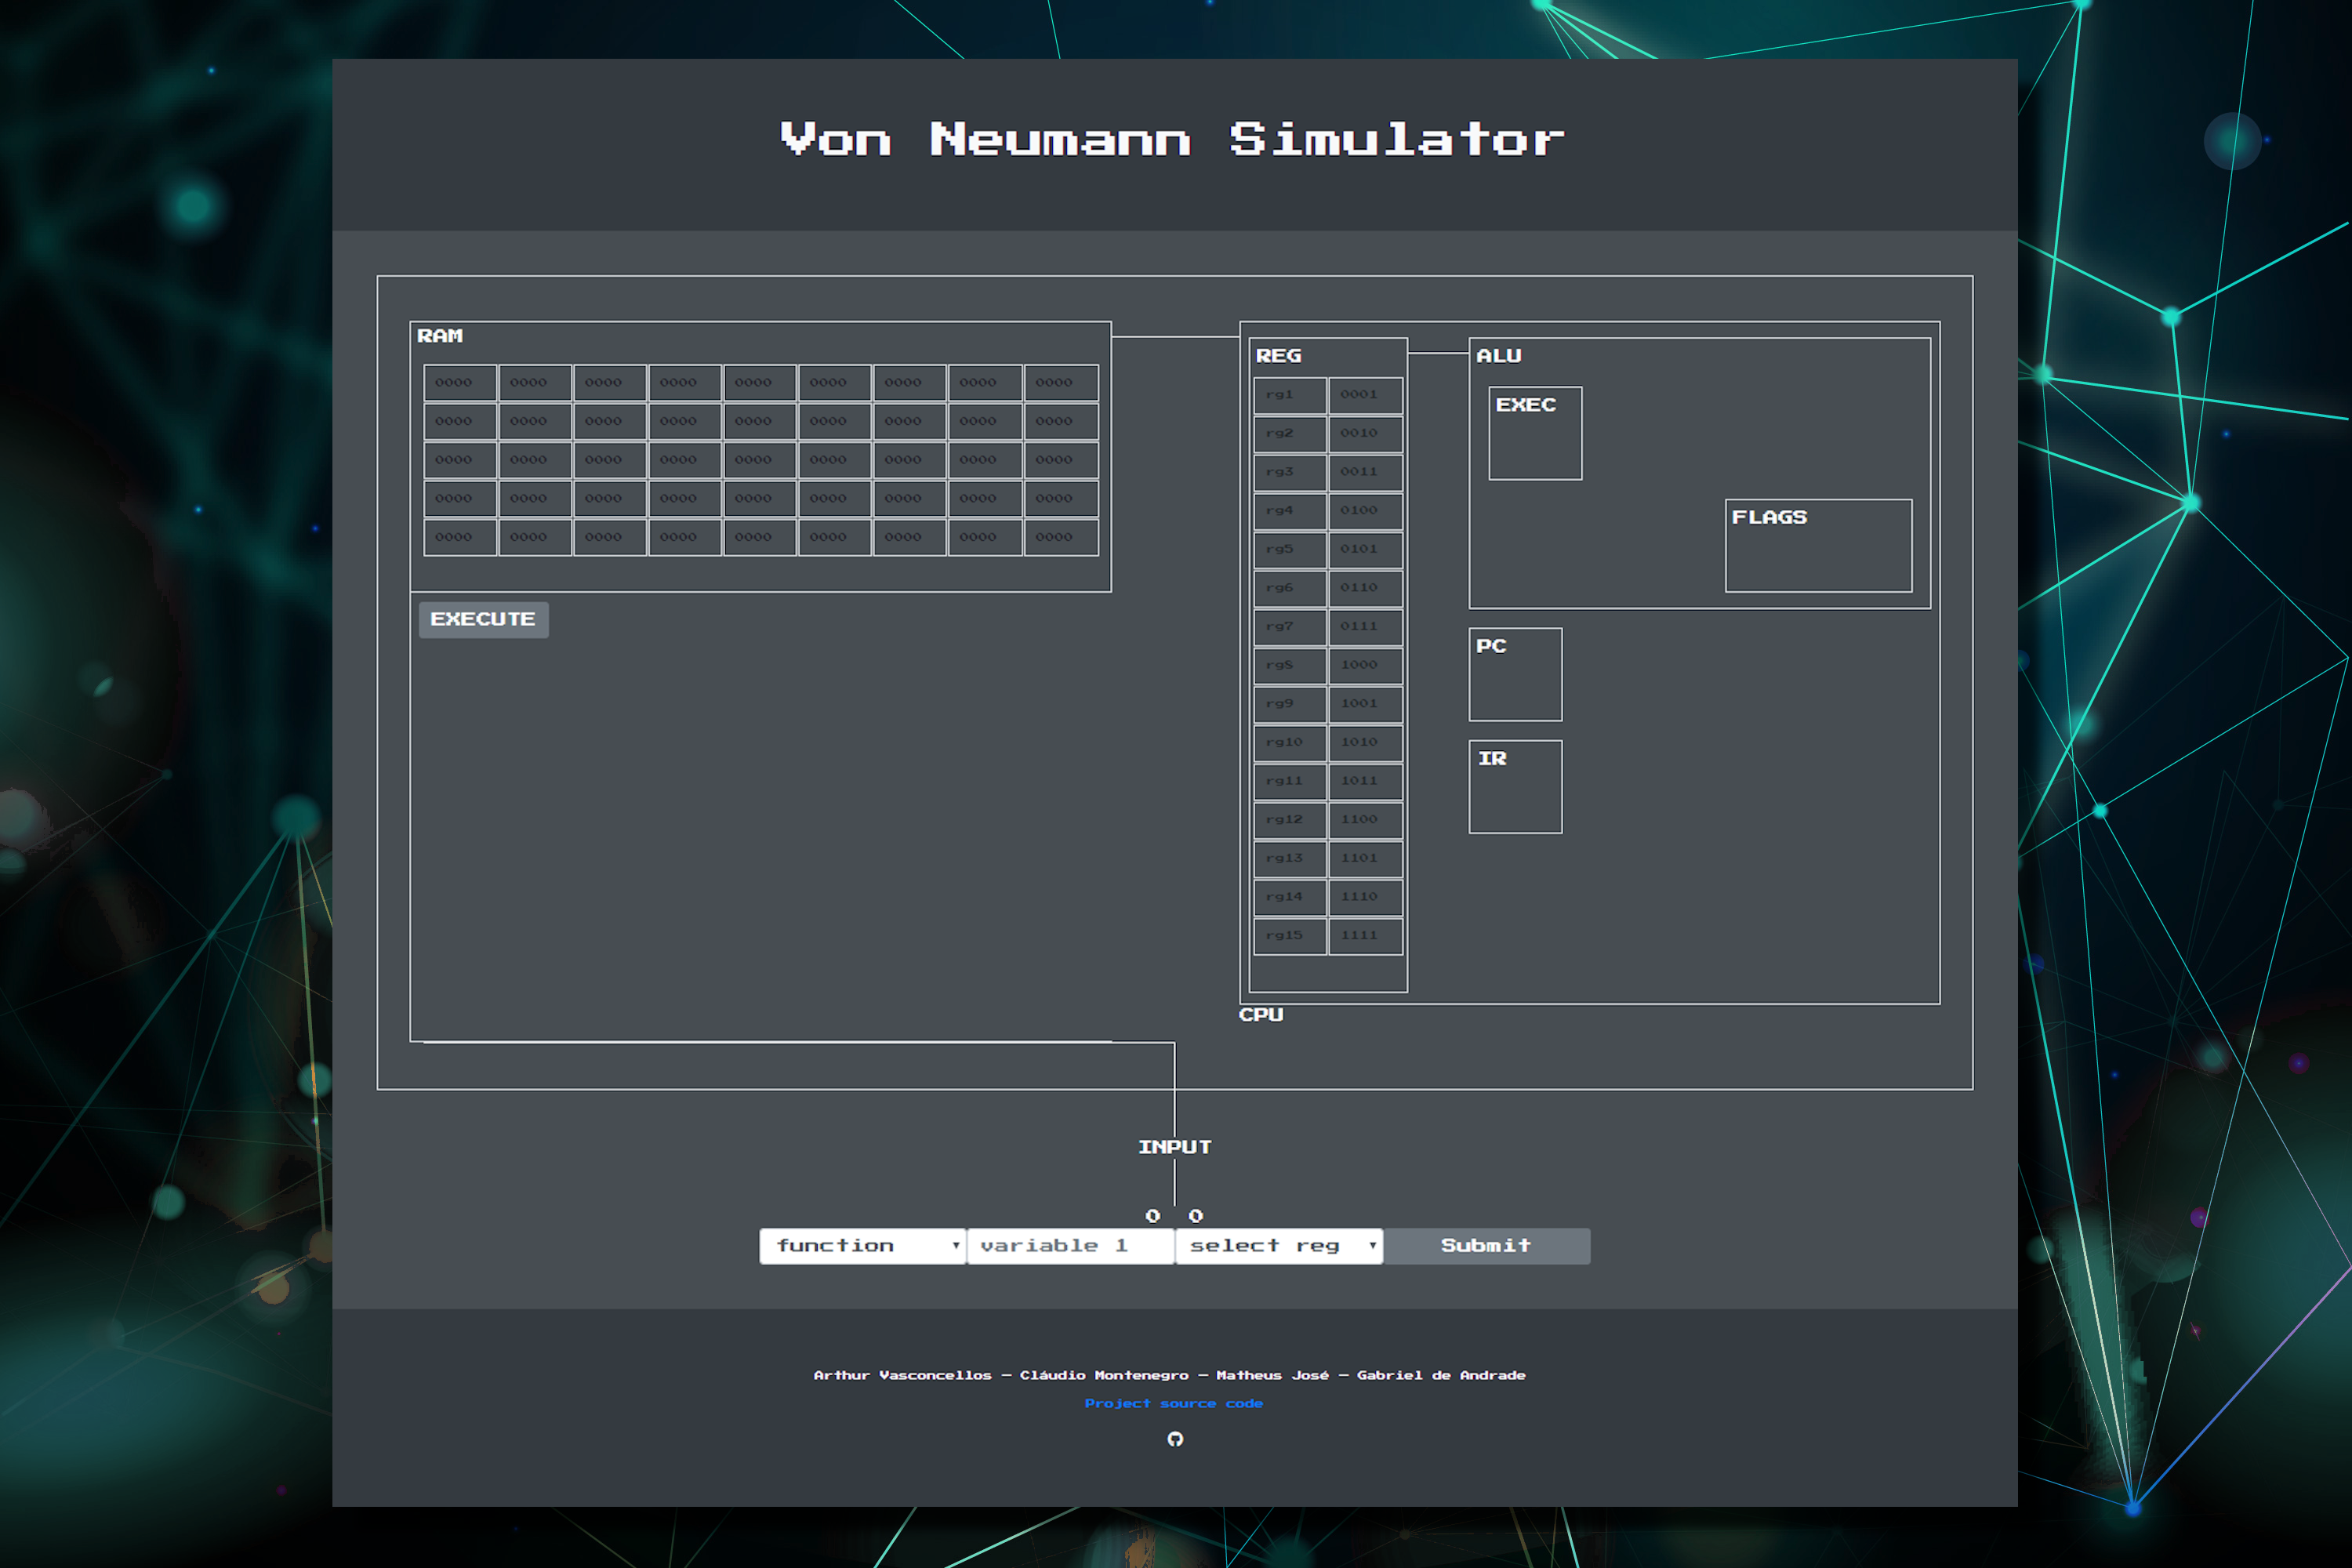 Von Neumann Simulator
RAM
0000 0000 0000 0000 0000 0000 0000 0000 0000
0000 0000 0000 0000 0000 0000 0000 0000 0000
0000 0000 0000 0000 0000 0000 0000 0000 0000
0000 0000 0000 0000 0000 0000 0000 0000 0000
0000 0000 0000 0000 0000 0000 0000 0000 0000
EXECUTE
REG
rg1 0001
rg2 0010
rg3 0011
rg4 0100
rg5 0101
rg6 0110
rg7 0111
rg8 1000
rg9 1001
rg10 1010
rg11 1011
rg12 1100
rg13 1101
rg14 1110
rg15 1111
ALU
EXEC
FLAGS
PC
IR
CPU
INPUT
0 0
function variable 1 select reg Submit
Arthur Vasconcellos — Cláudio Montenegro — Matheus José — Gabriel de Andrade
Project source code